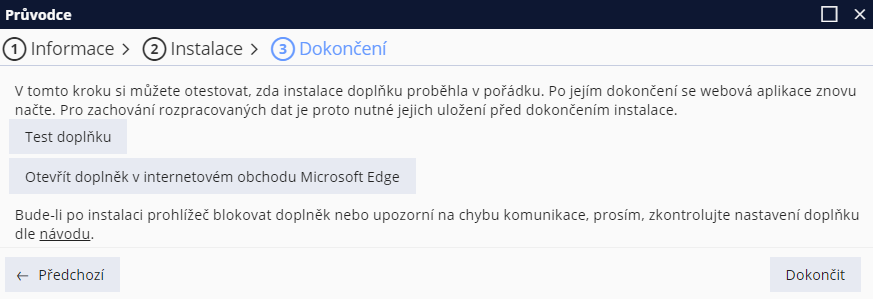 Průvodce
1 Informace > 2 Instalace > 3 Dokončení
V tomto kroku si můžete otestovat, zda instalace doplňku proběhla v pořádku. Po jejím dokončení se webová aplikace znovu
načte. Pro zachování rozpracovaných dat je proto nutné jejich uložení před dokončením instalace.
Test doplňku
Otevřít doplněk v internetovém obchodu Microsoft Edge
Bude-li po instalaci prohlížeč blokovat doplněk nebo upozorní na chybu komunikace, prosím, zkontrolujte nastavení doplňku
dle návodu.
← Předchozí
Dokončit